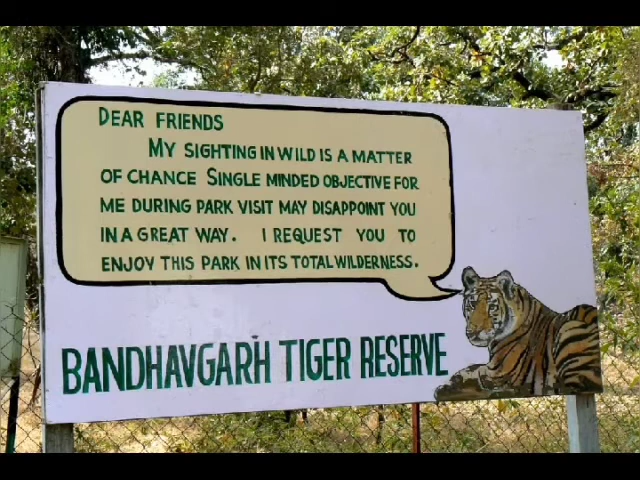 DEAR FRIENDS
MY SIGHTING IN WILD IS A MATTER
OF CHANCE SINGLE MINDED OBJECTIVE FOR
ME DURING PARK VISIT MAY DISAPPOINT YOU
IN A GREAT WAY. I REQUEST YOU TO
ENJOY THIS PARK IN ITS TOTAL WILDERNESS.
BANDHAVGARH TIGER RESERVE